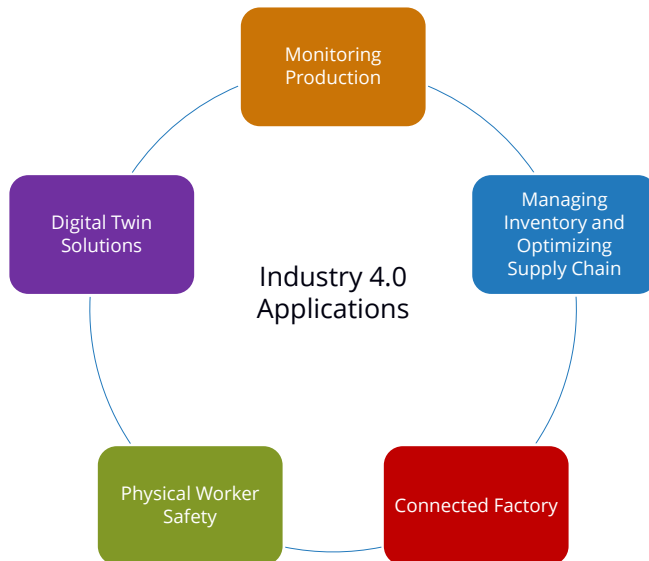 Monitoring
Production
Managing
Inventory and
Optimizing
Supply Chain
Digital Twin
Solutions
Industry 4.0
Applications
Physical Worker
Safety
Connected Factory